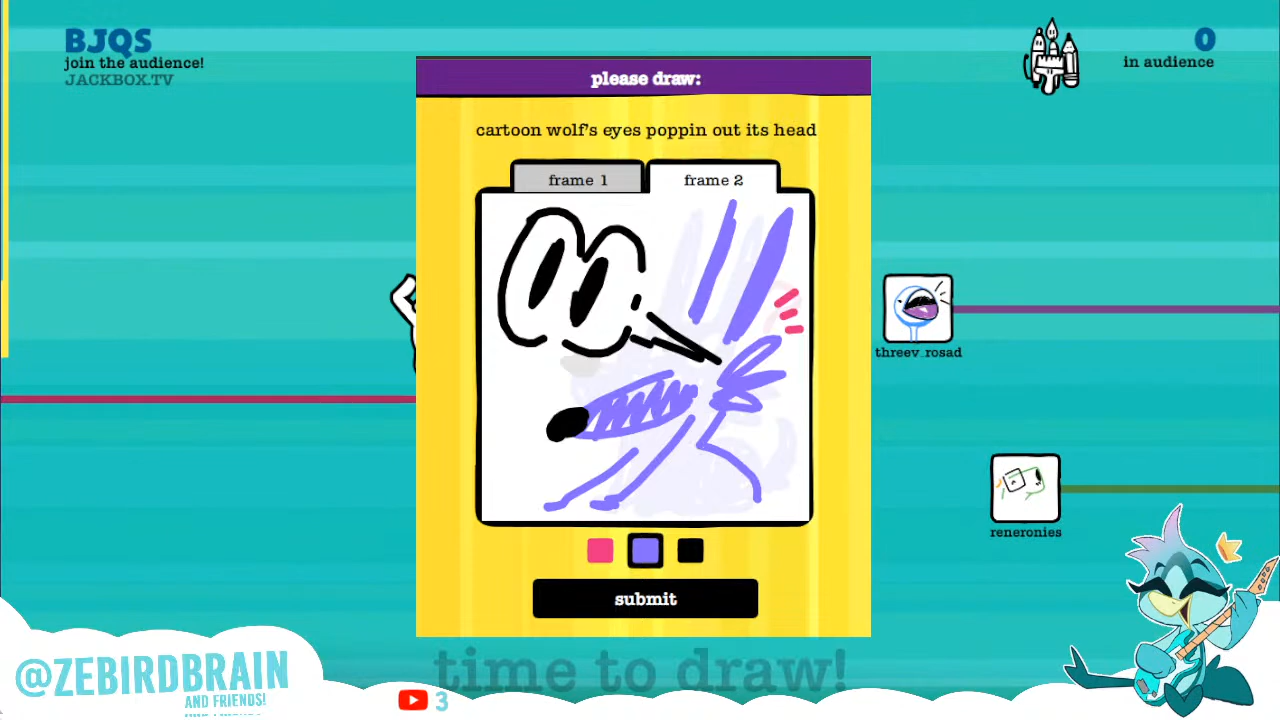 BJQS
join the audience!
JACKBOX.TV
0
in audience
please draw:
cartoon wolf's eyes poppin out its head
frame 1
frame 2
threev_rosad
reneronies
submit
time to draw!
@ZEBIRDBRAIN
AND FRIENDS!
3